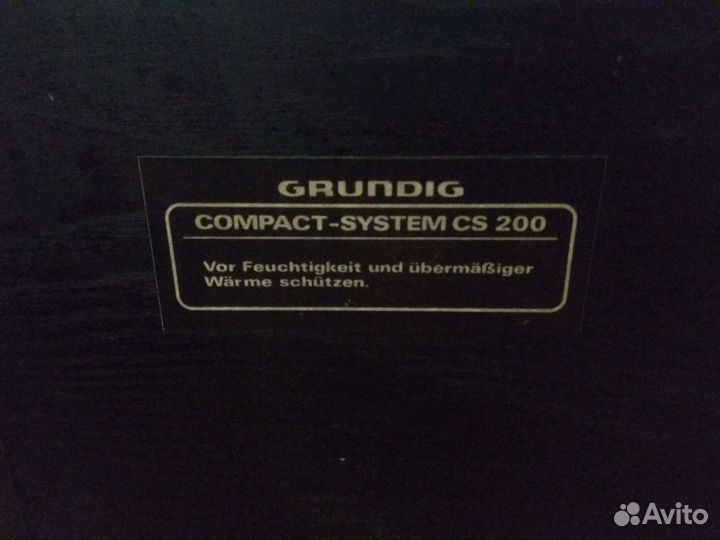 GRUNDIG
COMPACT-SYSTEM CS 200
Vor Feuchtigkeit und übermäßiger
Wärme schützen.
Avito